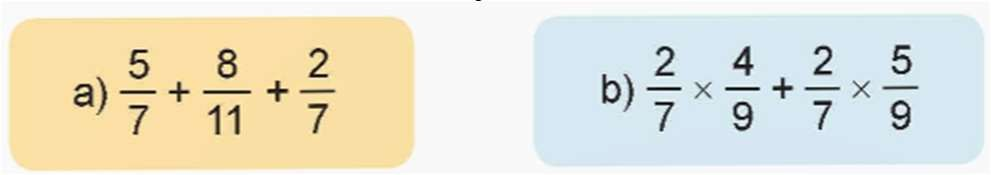 a) 5/7 + 8/11 + 2/7
b) 2/7 × 4/9 + 2/7 × 5/9